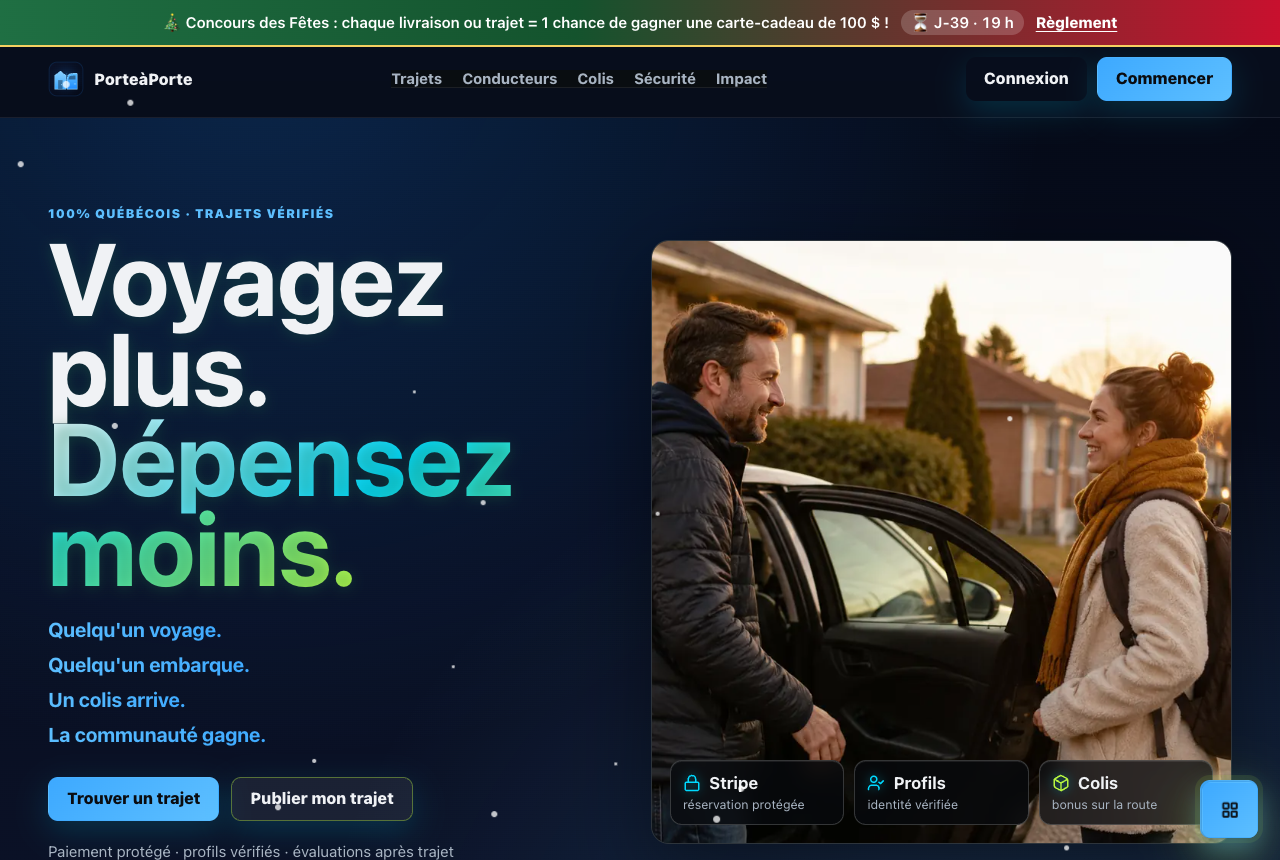 🎄 Concours des Fêtes : chaque livraison ou trajet = 1 chance de gagner une carte-cadeau de 100 $ ! ⏳ J-39 · 19 h Règlement
PorteàPorte Trajets Conducteurs Colis Sécurité Impact Connexion Commencer
100% QUÉBÉCOIS · TRAJETS VÉRIFIÉS
Voyagez
plus.
Dépensez
moins.
Quelqu'un voyage.
Quelqu'un embarque.
Un colis arrive.
La communauté gagne.
Trouver un trajet Publier mon trajet
Paiement protégé · profils vérifiés · évaluations après trajet
Stripe
réservation protégée
Profils
identité vérifiée
Colis
bonus sur la route